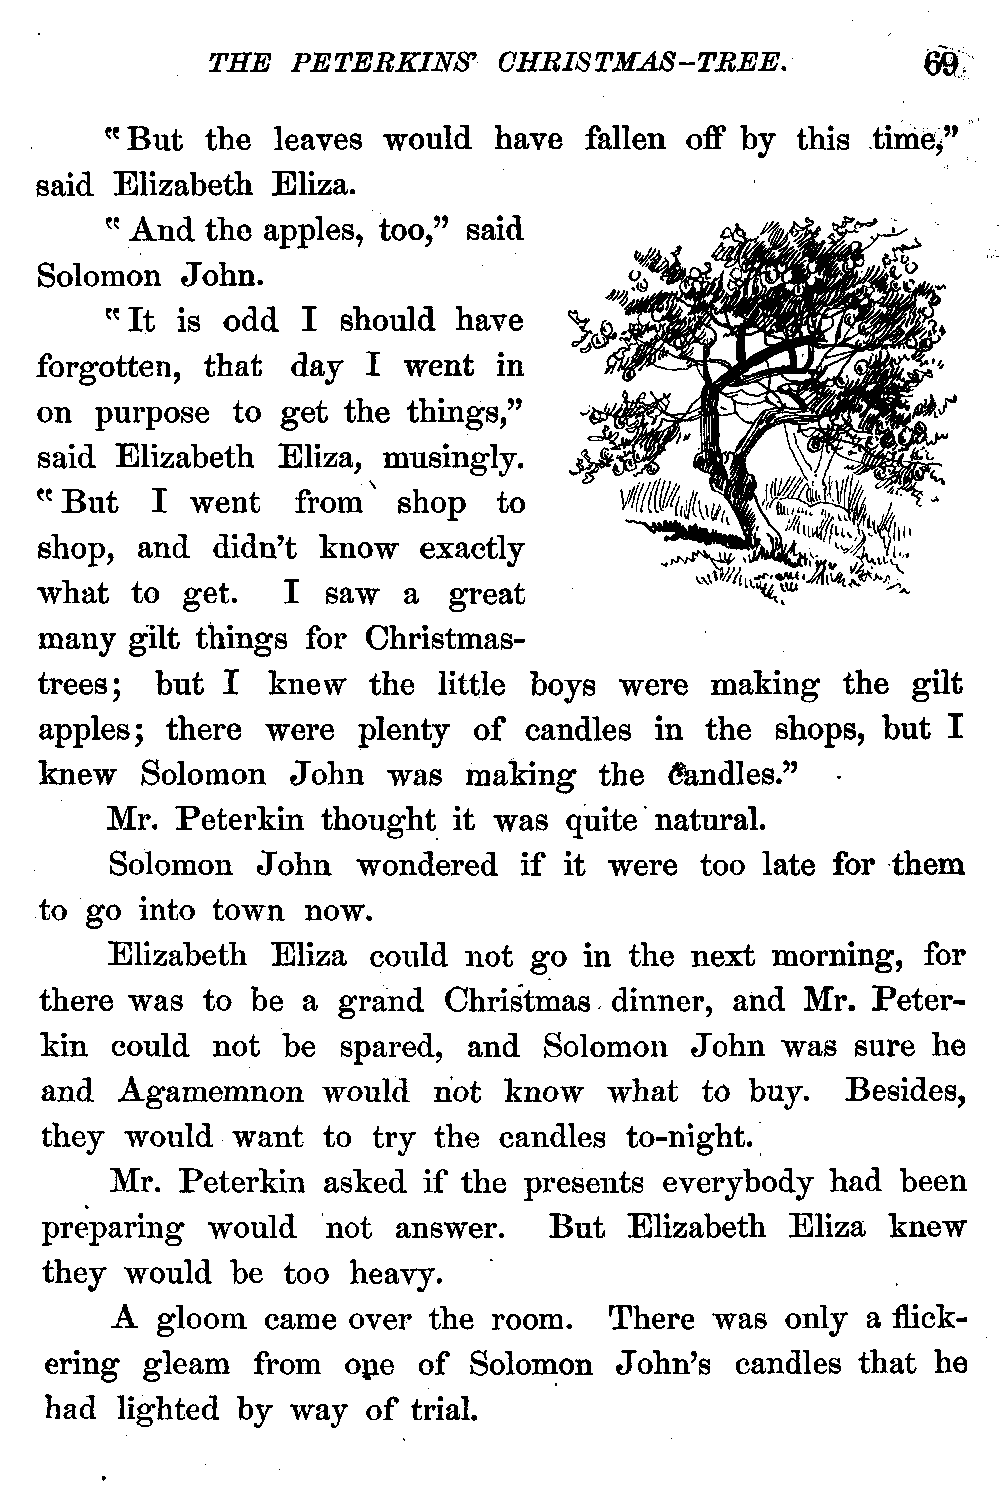 THE PETERKINS' CHRISTMAS-TREE. 69
"But the leaves would have fallen off by this time,"
said Elizabeth Eliza.
"And the apples, too," said
Solomon John.
"It is odd I should have
forgotten, that day I went in
on purpose to get the things,"
said Elizabeth Eliza, musingly.
"But I went from shop to
shop, and didn't know exactly
what to get. I saw a great
many gilt things for Christmas-
trees; but I knew the little boys were making the gilt
apples; there were plenty of candles in the shops, but I
knew Solomon John was making the candles."
Mr. Peterkin thought it was quite natural.
Solomon John wondered if it were too late for them
to go into town now.
Elizabeth Eliza could not go in the next morning, for
there was to be a grand Christmas dinner, and Mr. Peter-
kin could not be spared, and Solomon John was sure he
and Agamemnon would not know what to buy. Besides,
they would want to try the candles to-night.
Mr. Peterkin asked if the presents everybody had been
preparing would not answer. But Elizabeth Eliza knew
they would be too heavy.
A gloom came over the room. There was only a flick-
ering gleam from one of Solomon John's candles that he
had lighted by way of trial.